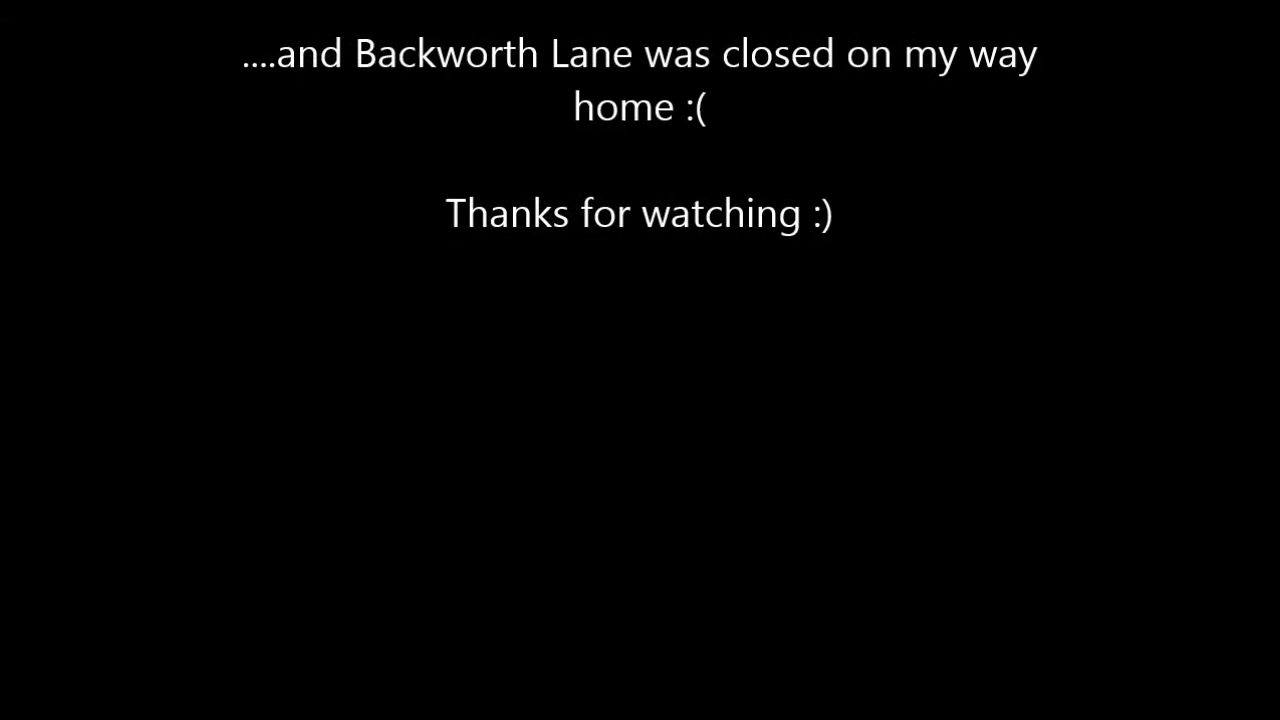 ....and Backworth Lane was closed on my way
home :(
Thanks for watching :)